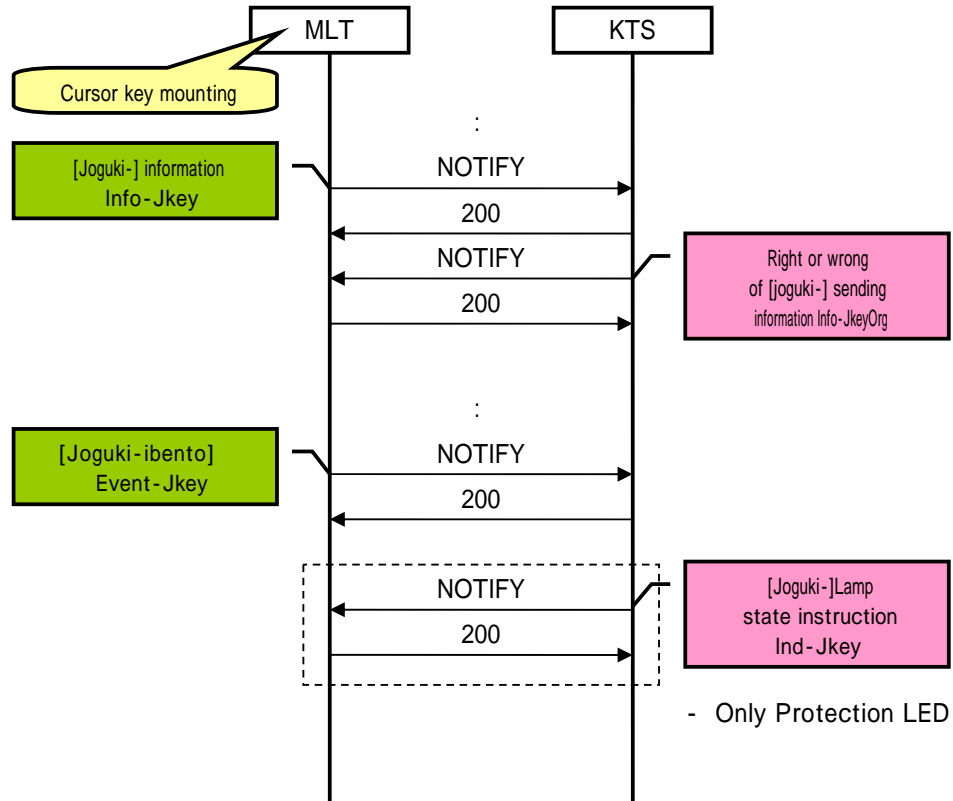 MLT
KTS
Cursor key mounting
:
[Joguki-] information
Info-Jkey
NOTIFY
200
NOTIFY
200
Right or wrong
of [joguki-] sending
information Info-JkeyOrg
:
[Joguki-ibento]
Event-Jkey
NOTIFY
200
NOTIFY
200
[Joguki-]Lamp
state instruction
Ind-Jkey
- Only Protection LED